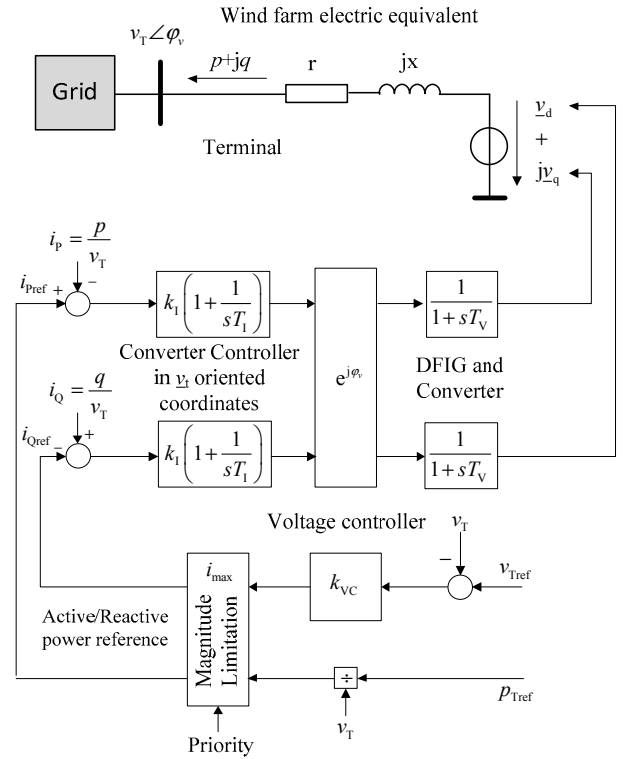 Wind farm electric equivalent
v_T∠φ_v
p+jq
r
jx
Grid
Terminal
v_d
+
jv_q
i_P = p/v_T
i_Pref + −
k_I(1+1/(sT_I))
1/(1+sT_V)
Converter Controller
in v_t oriented
coordinates
e^{jφ_v}
DFIG and
Converter
i_Q = q/v_T
i_Qref − +
k_I(1+1/(sT_I))
1/(1+sT_V)
Voltage controller
v_T
−
v_Tref
i_max
k_VC
Magnitude
Limitation
Active/Reactive
power reference
÷
p_Tref
v_T
Priority